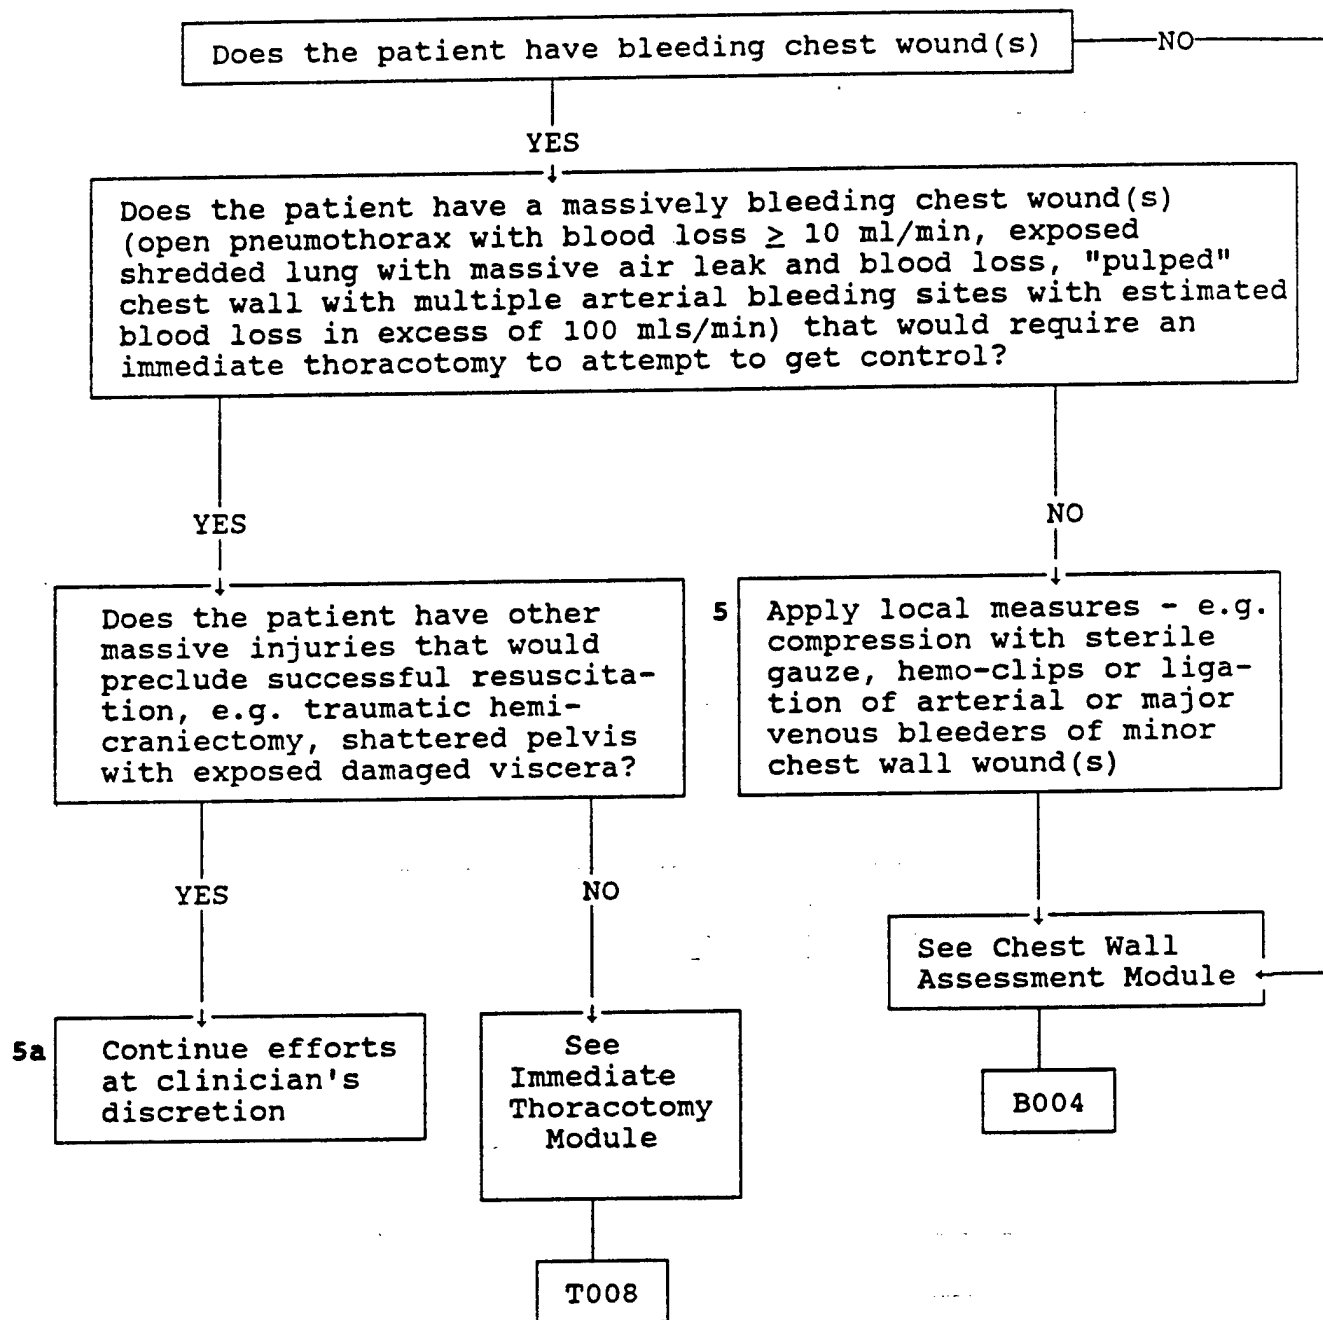 Does the patient have bleeding chest wound(s)
NO
YES
Does the patient have a massively bleeding chest wound(s)
(open pneumothorax with blood loss ≥ 10 ml/min, exposed
shredded lung with massive air leak and blood loss, "pulped"
chest wall with multiple arterial bleeding sites with estimated
blood loss in excess of 100 mls/min) that would require an
immediate thoracotomy to attempt to get control?
YES
NO
Does the patient have other
massive injuries that would
preclude successful resuscita-
tion, e.g. traumatic hemi-
craniectomy, shattered pelvis
with exposed damaged viscera?
5
Apply local measures - e.g.
compression with sterile
gauze, hemo-clips or liga-
tion of arterial or major
venous bleeders of minor
chest wall wound(s)
YES
NO
See Chest Wall
Assessment Module
5a
Continue efforts
at clinician's
discretion
See
Immediate
Thoracotomy
Module
B004
T008